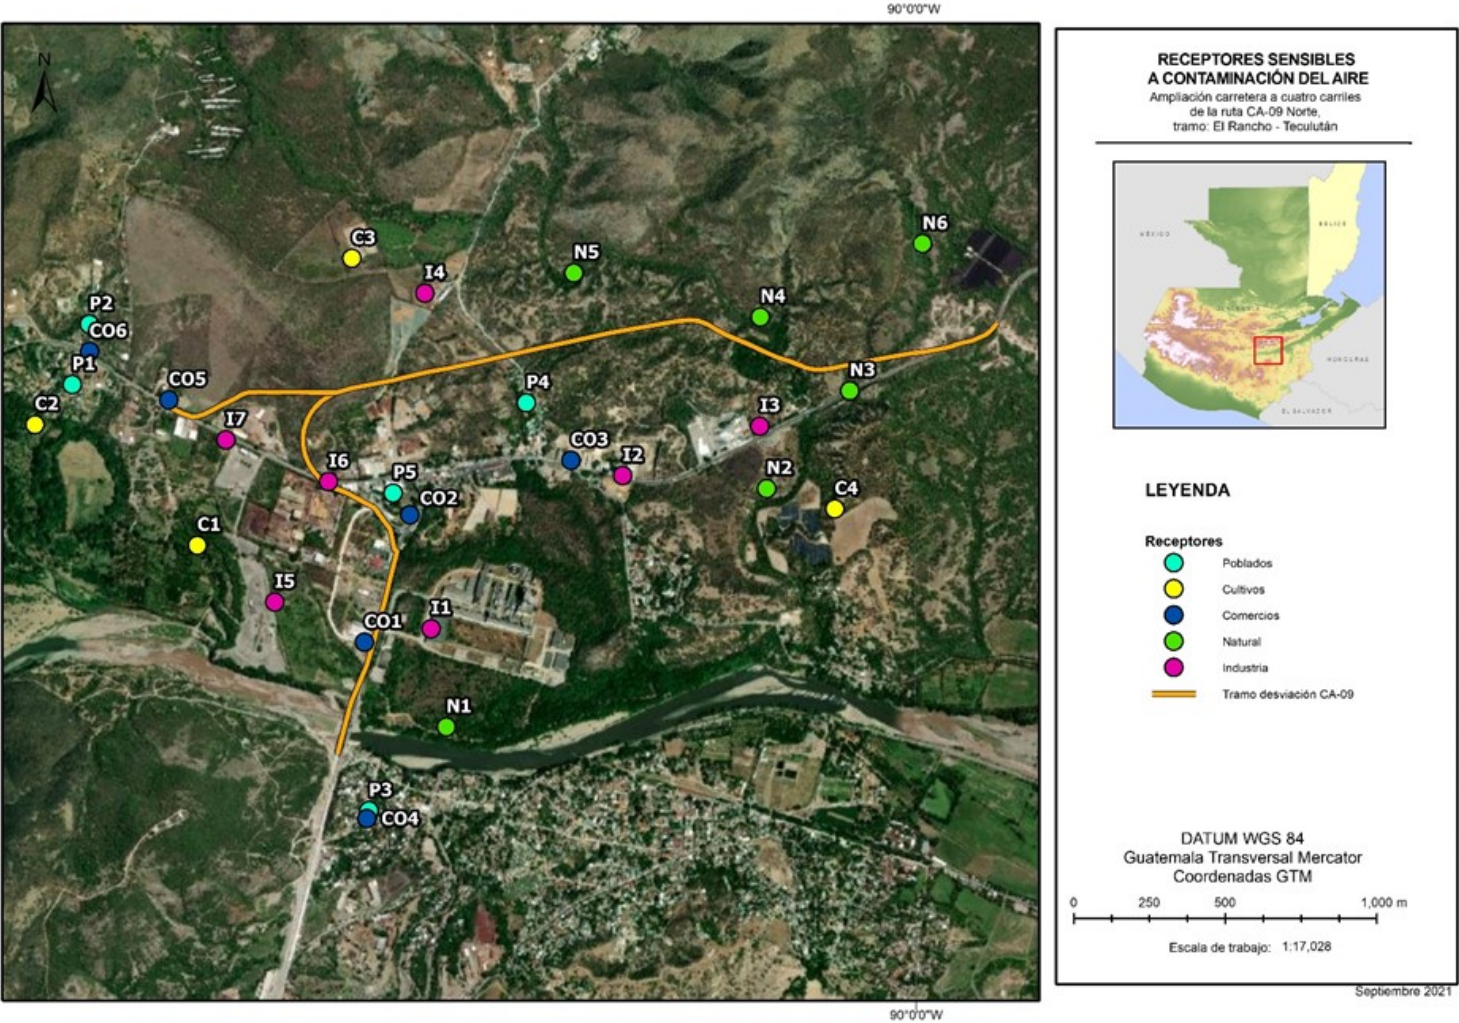 90°0'0"W
N
C3
I4
N5
N6
N4
P2
CO6
P1
CO5
C2
I7
P4
N3
I3
CO3
I2
I6
P5
CO2
N2
C4
C1
I5
CO1
I1
N1
P3
CO4
90°0'0"W
RECEPTORES SENSIBLES
A CONTAMINACIÓN DEL AIRE
Ampliación carretera a cuatro carriles
de la ruta CA-09 Norte,
tramo: El Rancho - Teculután
MÉXICO
BELICE
HONDURAS
EL SALVADOR
LEYENDA
Receptores
Poblados
Cultivos
Comercios
Natural
Industria
Tramo desviación CA-09
DATUM WGS 84
Guatemala Transversal Mercator
Coordenadas GTM
0 250 500 1,000 m
Escala de trabajo: 1:17,028
Septiembre 2021